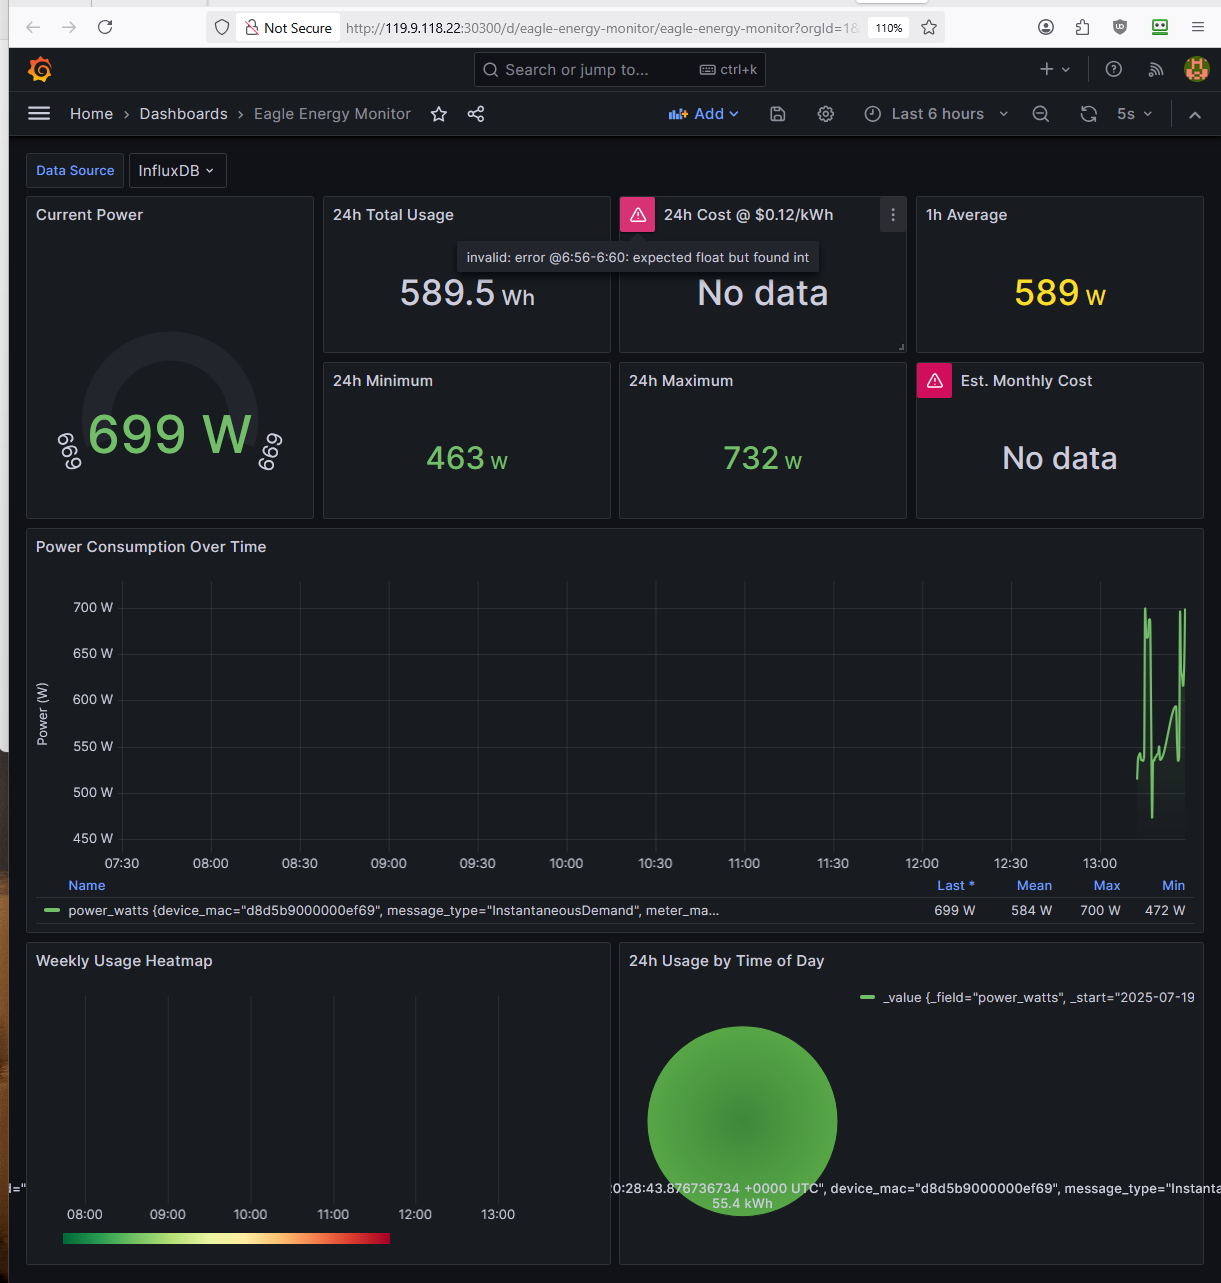 Not Secure
http://119.9.118.22:30300/d/eagle-energy-monitor/eagle-energy-monitor?orgId=1&
110%
Search or jump to...
ctrl+k
Home › Dashboards › Eagle Energy Monitor
Add
Last 6 hours
5s
Data Source
InfluxDB
Current Power
699 W
669
699
24h Total Usage
589.5 Wh
24h Cost @ $0.12/kWh
invalid: error @6:56-6:60: expected float but found int
No data
1h Average
589 W
24h Minimum
463 W
24h Maximum
732 W
Est. Monthly Cost
No data
Power Consumption Over Time
Power (W)
700 W
650 W
600 W
550 W
500 W
450 W
07:30 08:00 08:30 09:00 09:30 10:00 10:30 11:00 11:30 12:00 12:30 13:00
Name Last * Mean Max Min
power_watts {device_mac="d8d5b9000000ef69", message_type="InstantaneousDemand", meter_ma... 699 W 584 W 700 W 472 W
Weekly Usage Heatmap
08:00 09:00 10:00 11:00 12:00 13:00
24h Usage by Time of Day
_value {_field="power_watts", _start="2025-07-19
0:28:43.876736734 +0000 UTC", device_mac="d8d5b9000000ef69", message_type="Instanta
55.4 kWh